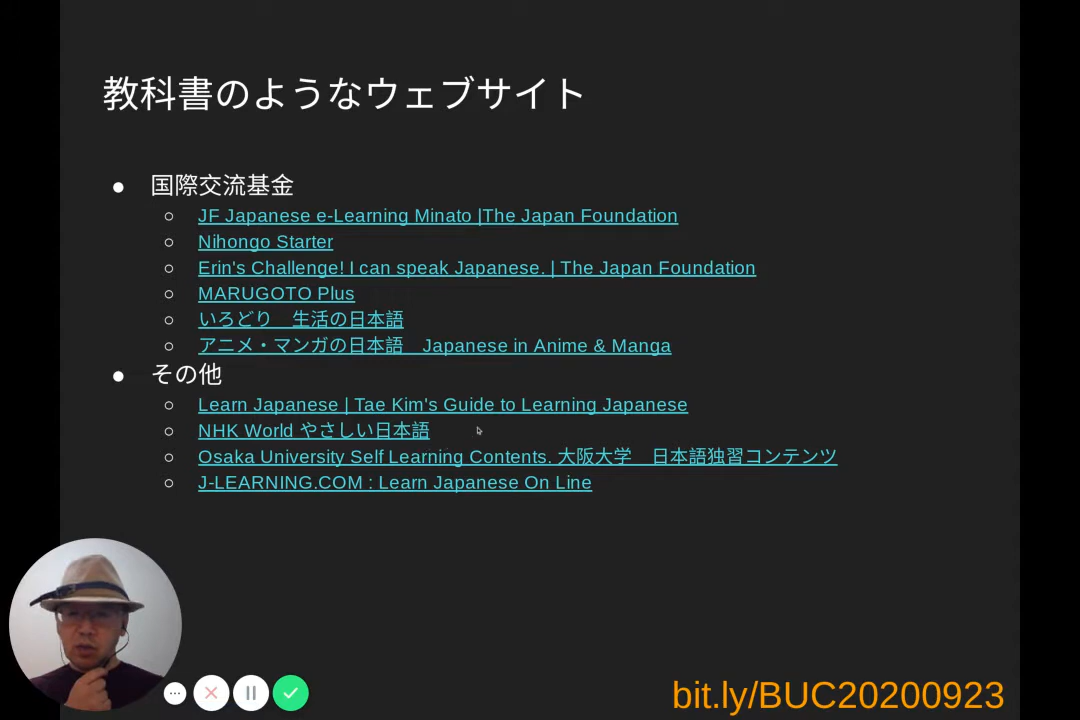 教科書のようなウェブサイト
国際交流基金
JF Japanese e-Learning Minato |The Japan Foundation
Nihongo Starter
Erin's Challenge! I can speak Japanese. | The Japan Foundation
MARUGOTO Plus
いろどり　生活の日本語
アニメ・マンガの日本語　Japanese in Anime & Manga
その他
Learn Japanese | Tae Kim's Guide to Learning Japanese
NHK World やさしい日本語
Osaka University Self Learning Contents. 大阪大学　日本語独習コンテンツ
J-LEARNING.COM : Learn Japanese On Line
bit.ly/BUC20200923